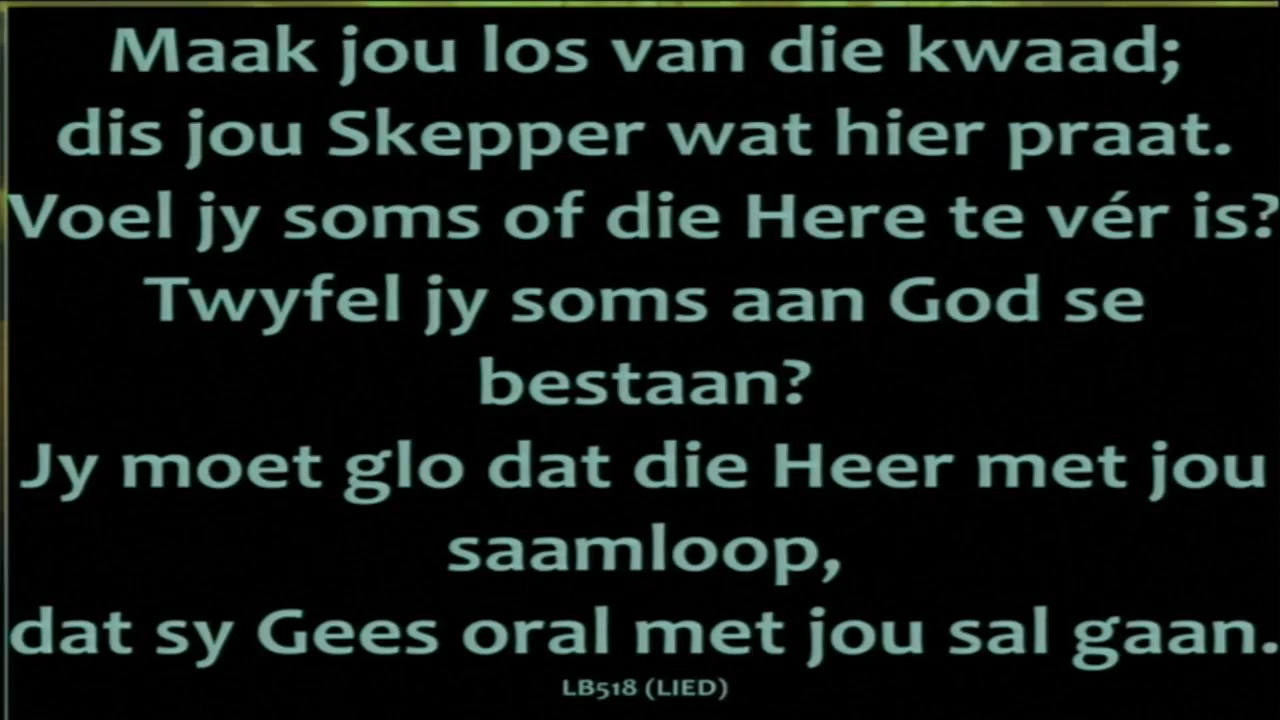 Maak jou los van die kwaad;
dis jou Skepper wat hier praat.
Voel jy soms of die Here te vér is?
Twyfel jy soms aan God se
bestaan?
Jy moet glo dat die Heer met jou
saamloop,
dat sy Gees oral met jou sal gaan.
LB518 (LIED)